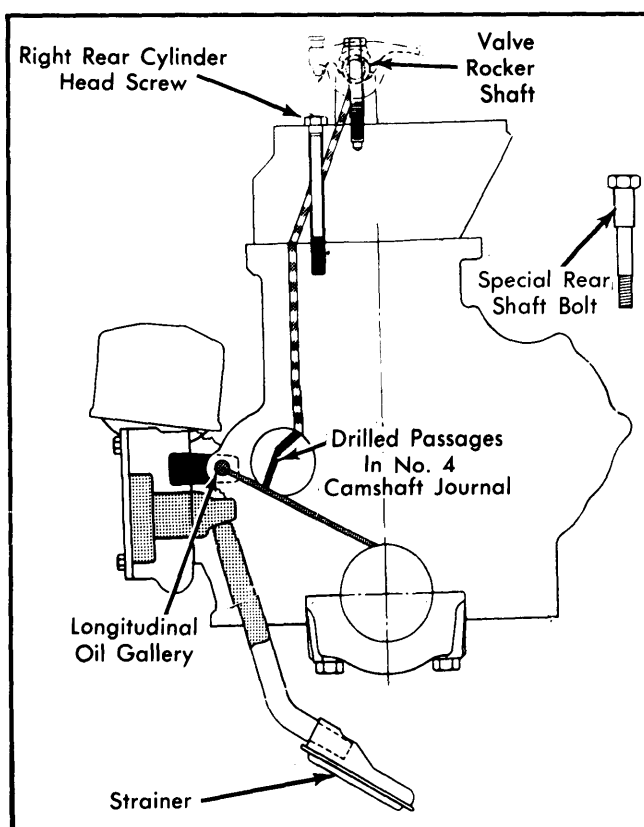 Right Rear Cylinder
Head Screw
Valve
Rocker
Shaft
Special Rear
Shaft Bolt
Drilled Passages
In No. 4
Camshaft Journal
Longitudinal
Oil Gallery
Strainer